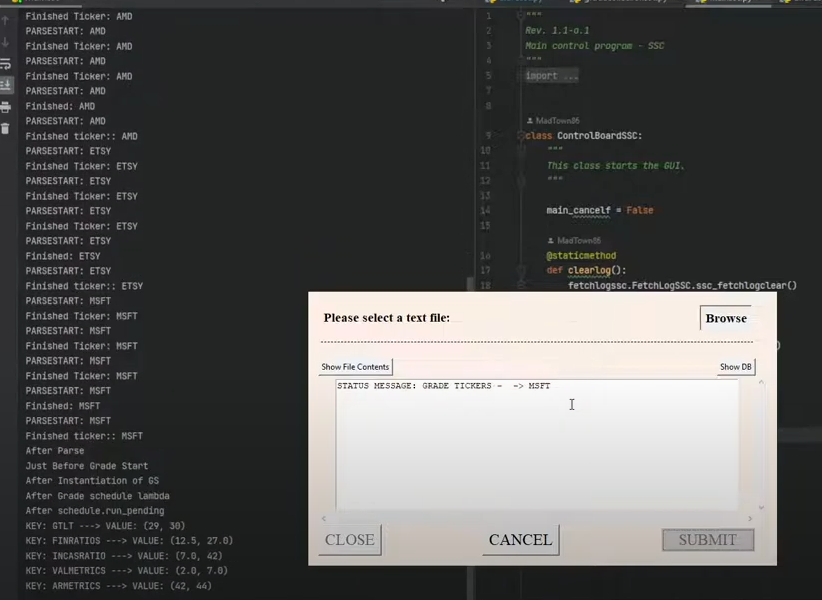 Finished Ticker: AMD
PARSESTART: AMD
Finished Ticker: AMD
PARSESTART: AMD
Finished Ticker: AMD
PARSESTART: AMD
Finished: AMD
PARSESTART: AMD
Finished ticker:: AMD
PARSESTART: ETSY
Finished Ticker: ETSY
PARSESTART: ETSY
Finished Ticker: ETSY
PARSESTART: ETSY
Finished Ticker: ETSY
PARSESTART: ETSY
Finished: ETSY
PARSESTART: ETSY
Finished ticker:: ETSY
PARSESTART: MSFT
Finished Ticker: MSFT
PARSESTART: MSFT
Finished Ticker: MSFT
PARSESTART: MSFT
Finished Ticker: MSFT
PARSESTART: MSFT
Finished: MSFT
PARSESTART: MSFT
Finished ticker:: MSFT
After Parse
Just Before Grade Start
After Instantiation of GS
After Grade schedule lambda
After schedule.run_pending
KEY: GTLT ---> VALUE: (29, 30)
KEY: FINRATIOS ---> VALUE: (12.5, 27.0)
KEY: INCASRATIO ---> VALUE: (7.0, 42)
KEY: VALMETRICS ---> VALUE: (2.0, 7.0)
KEY: ARMETRICS ---> VALUE: (42, 44)
1 """
2 Rev. 1.1-o.1
3 Main control program - SSC
4 """
5 import ...
7
8
MadTown86
9 class ControlBoardSSC:
10 """
11 This class starts the GUI.
12 """
13
14 main_cancelf = False
15
MadTown86
16 @staticmethod
17 def clearlog():
18 fetchlogssc.FetchLogSSC.ssc_fetchlogclear()
Please select a text file:
Browse
Show File Contents
Show DB
STATUS MESSAGE: GRADE TICKERS - -> MSFT
CLOSE
CANCEL
SUBMIT